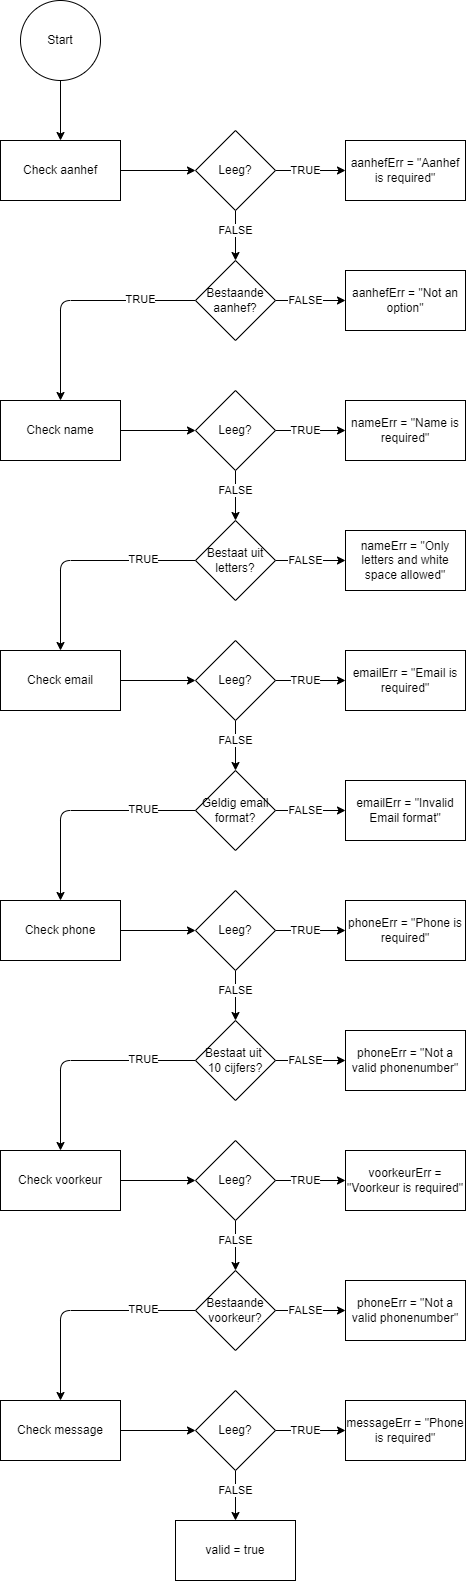 Start
Check aanhef
Leeg?
TRUE
aanhefErr = "Aanhef
is required"
FALSE
TRUE
Bestaande
aanhef?
FALSE
aanhefErr = "Not an
option"
Check name
Leeg?
TRUE
nameErr = "Name is
required"
FALSE
TRUE
Bestaat uit
letters?
FALSE
nameErr = "Only
letters and white
space allowed"
Check email
Leeg?
TRUE
emailErr = "Email is
required"
FALSE
TRUE
Geldig email
format?
FALSE
emailErr = "Invalid
Email format"
Check phone
Leeg?
TRUE
phoneErr = "Phone is
required"
FALSE
TRUE
Bestaat uit
10 cijfers?
FALSE
phoneErr = "Not a
valid phonenumber"
Check voorkeur
Leeg?
TRUE
voorkeurErr =
"Voorkeur is required"
FALSE
TRUE
Bestaande
voorkeur?
FALSE
phoneErr = "Not a
valid phonenumber"
Check message
Leeg?
TRUE
messageErr = "Phone
is required"
FALSE
valid = true